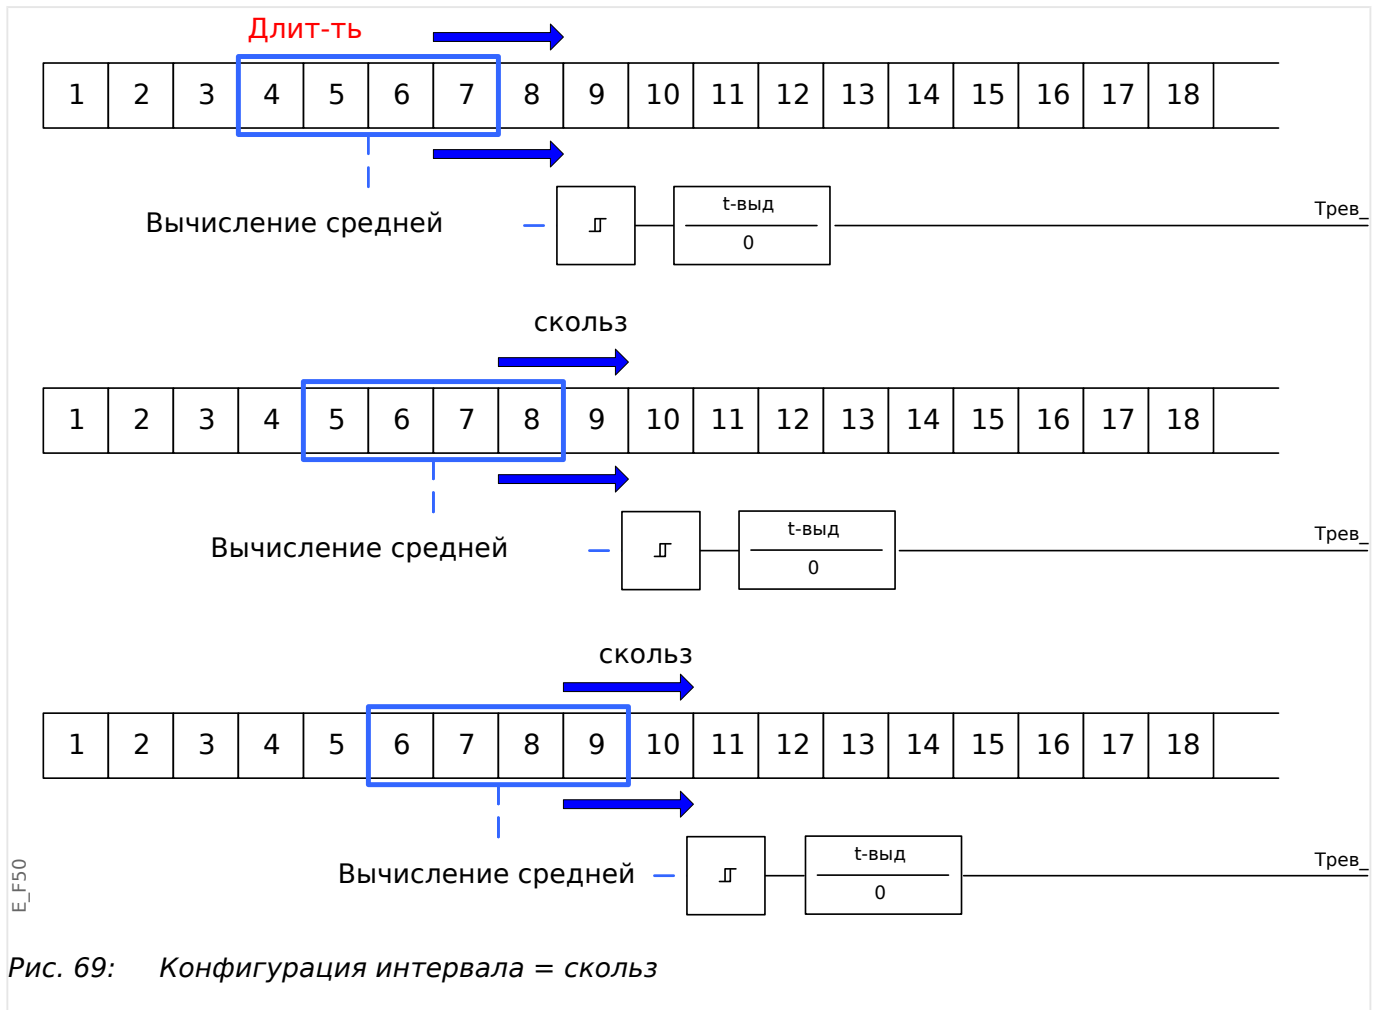 Длит-ть
1 2 3 4 5 6 7 8 9 10 11 12 13 14 15 16 17 18
Вычисление средней
t-выд
0
Трев_
скольз
1 2 3 4 5 6 7 8 9 10 11 12 13 14 15 16 17 18
Вычисление средней
t-выд
0
Трев_
скольз
1 2 3 4 5 6 7 8 9 10 11 12 13 14 15 16 17 18
Вычисление средней
t-выд
0
Трев_
E_F50
Рис. 69: Конфигурация интервала = скольз